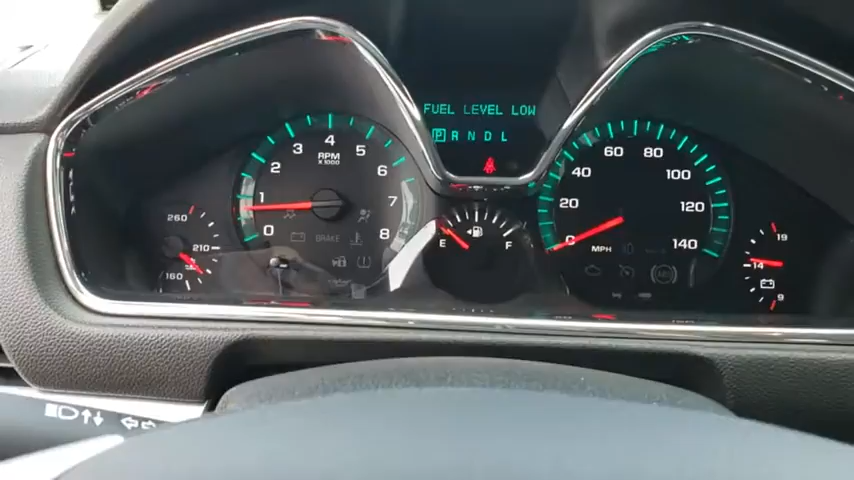 FUEL LEVEL LOW
P R N D L
0 1 2 3 4 5 6 7 8
RPM
X1000
BRAKE
260
210
160
E F
0 20 40 60 80 100 120 140
MPH
ABS
19
14
9